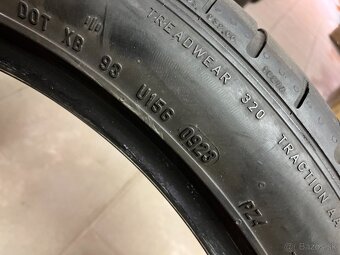 DOT XB 93 U156 0923 PZ4
TREADWEAR 320 TRACTION AA